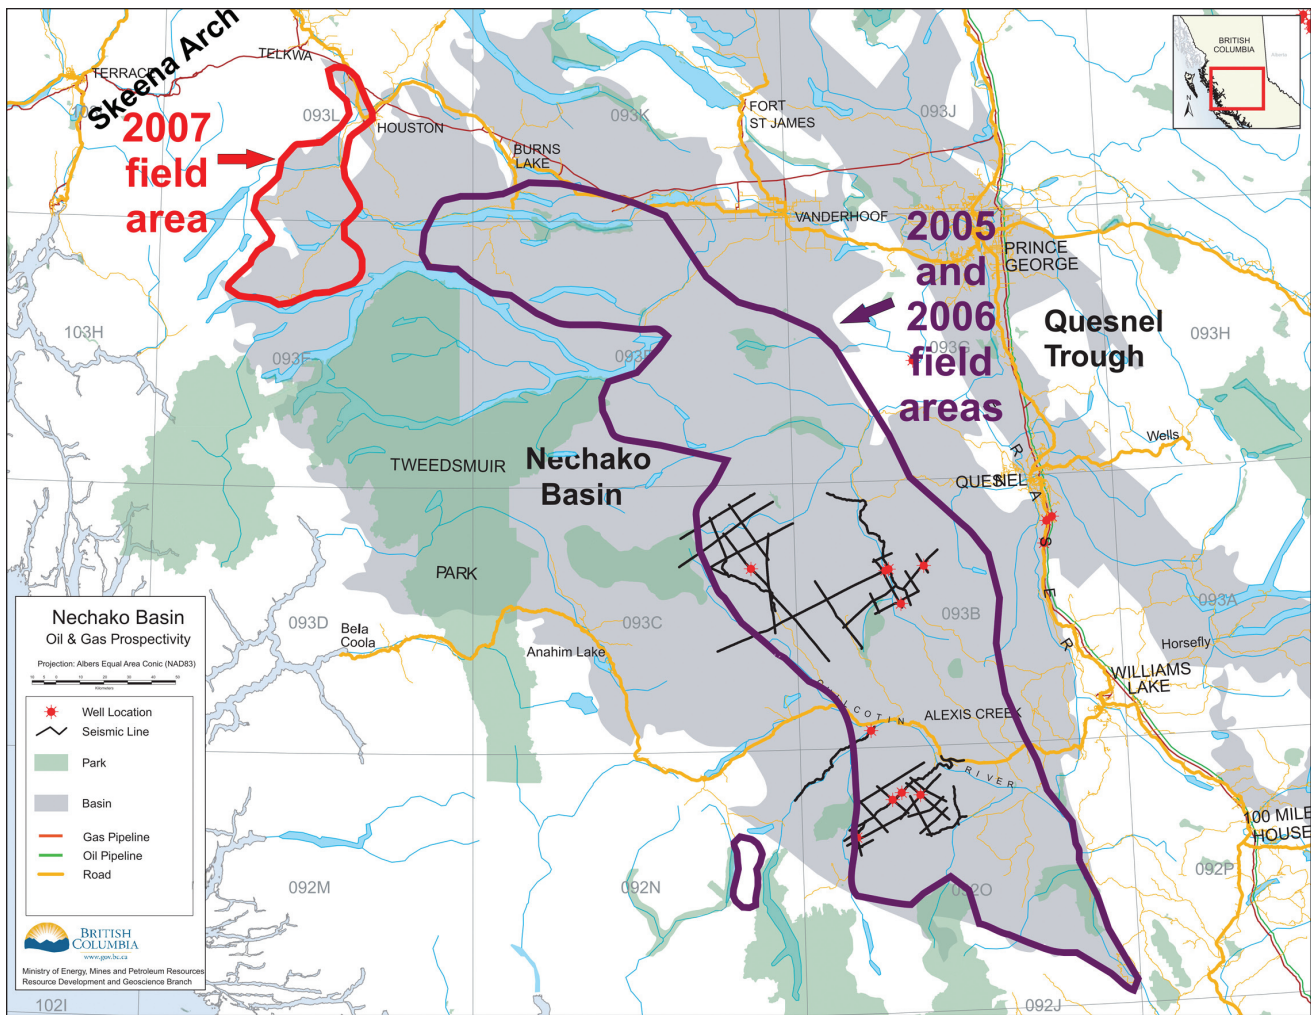 Skeena Arch
TELKWA
TERRACE
093L
HOUSTON
2007
field
area
093K
BURNS
LAKE
FORT
ST JAMES
093J
BRITISH
COLUMBIA
Alberta
VANDERHOOF
2005
and
2006
field
areas
PRINCE
GEORGE
103H
093E
093F
093G
093H
Quesnel
Trough
Wells
QUESNEL
TWEEDSMUIR
PARK
Nechako
Basin
FRASER
R
093D
Bela
Coola
093C
Anahim Lake
093B
093A
Horsefly
WILLIAMS
LAKE
CHILCOTIN
RIVER
ALEXIS CREEK
100 MILE
HOUSE
092M
092N
092O
092P
102I
092J
Nechako Basin
Oil & Gas Prospectivity
Projection: Albers Equal Area Conic (NAD83)
Kilometers
Well Location
Seismic Line
Park
Basin
Gas Pipeline
Oil Pipeline
Road
BRITISH
COLUMBIA
www.gov.bc.ca
Ministry of Energy, Mines and Petroleum Resources
Resource Development and Geoscience Branch